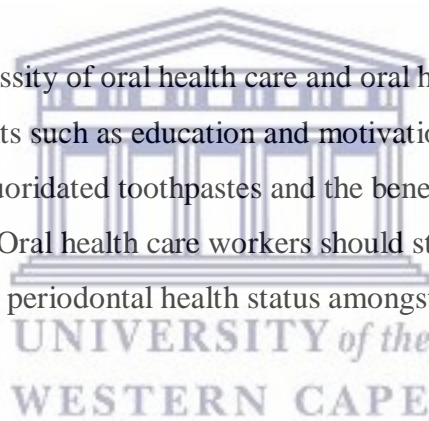 ssity of oral health care and oral h
ts such as education and motivatio
uoridated toothpastes and the bene
Oral health care workers should st
periodontal health status amongs
UNIVERSITY of the
WESTERN CAPE